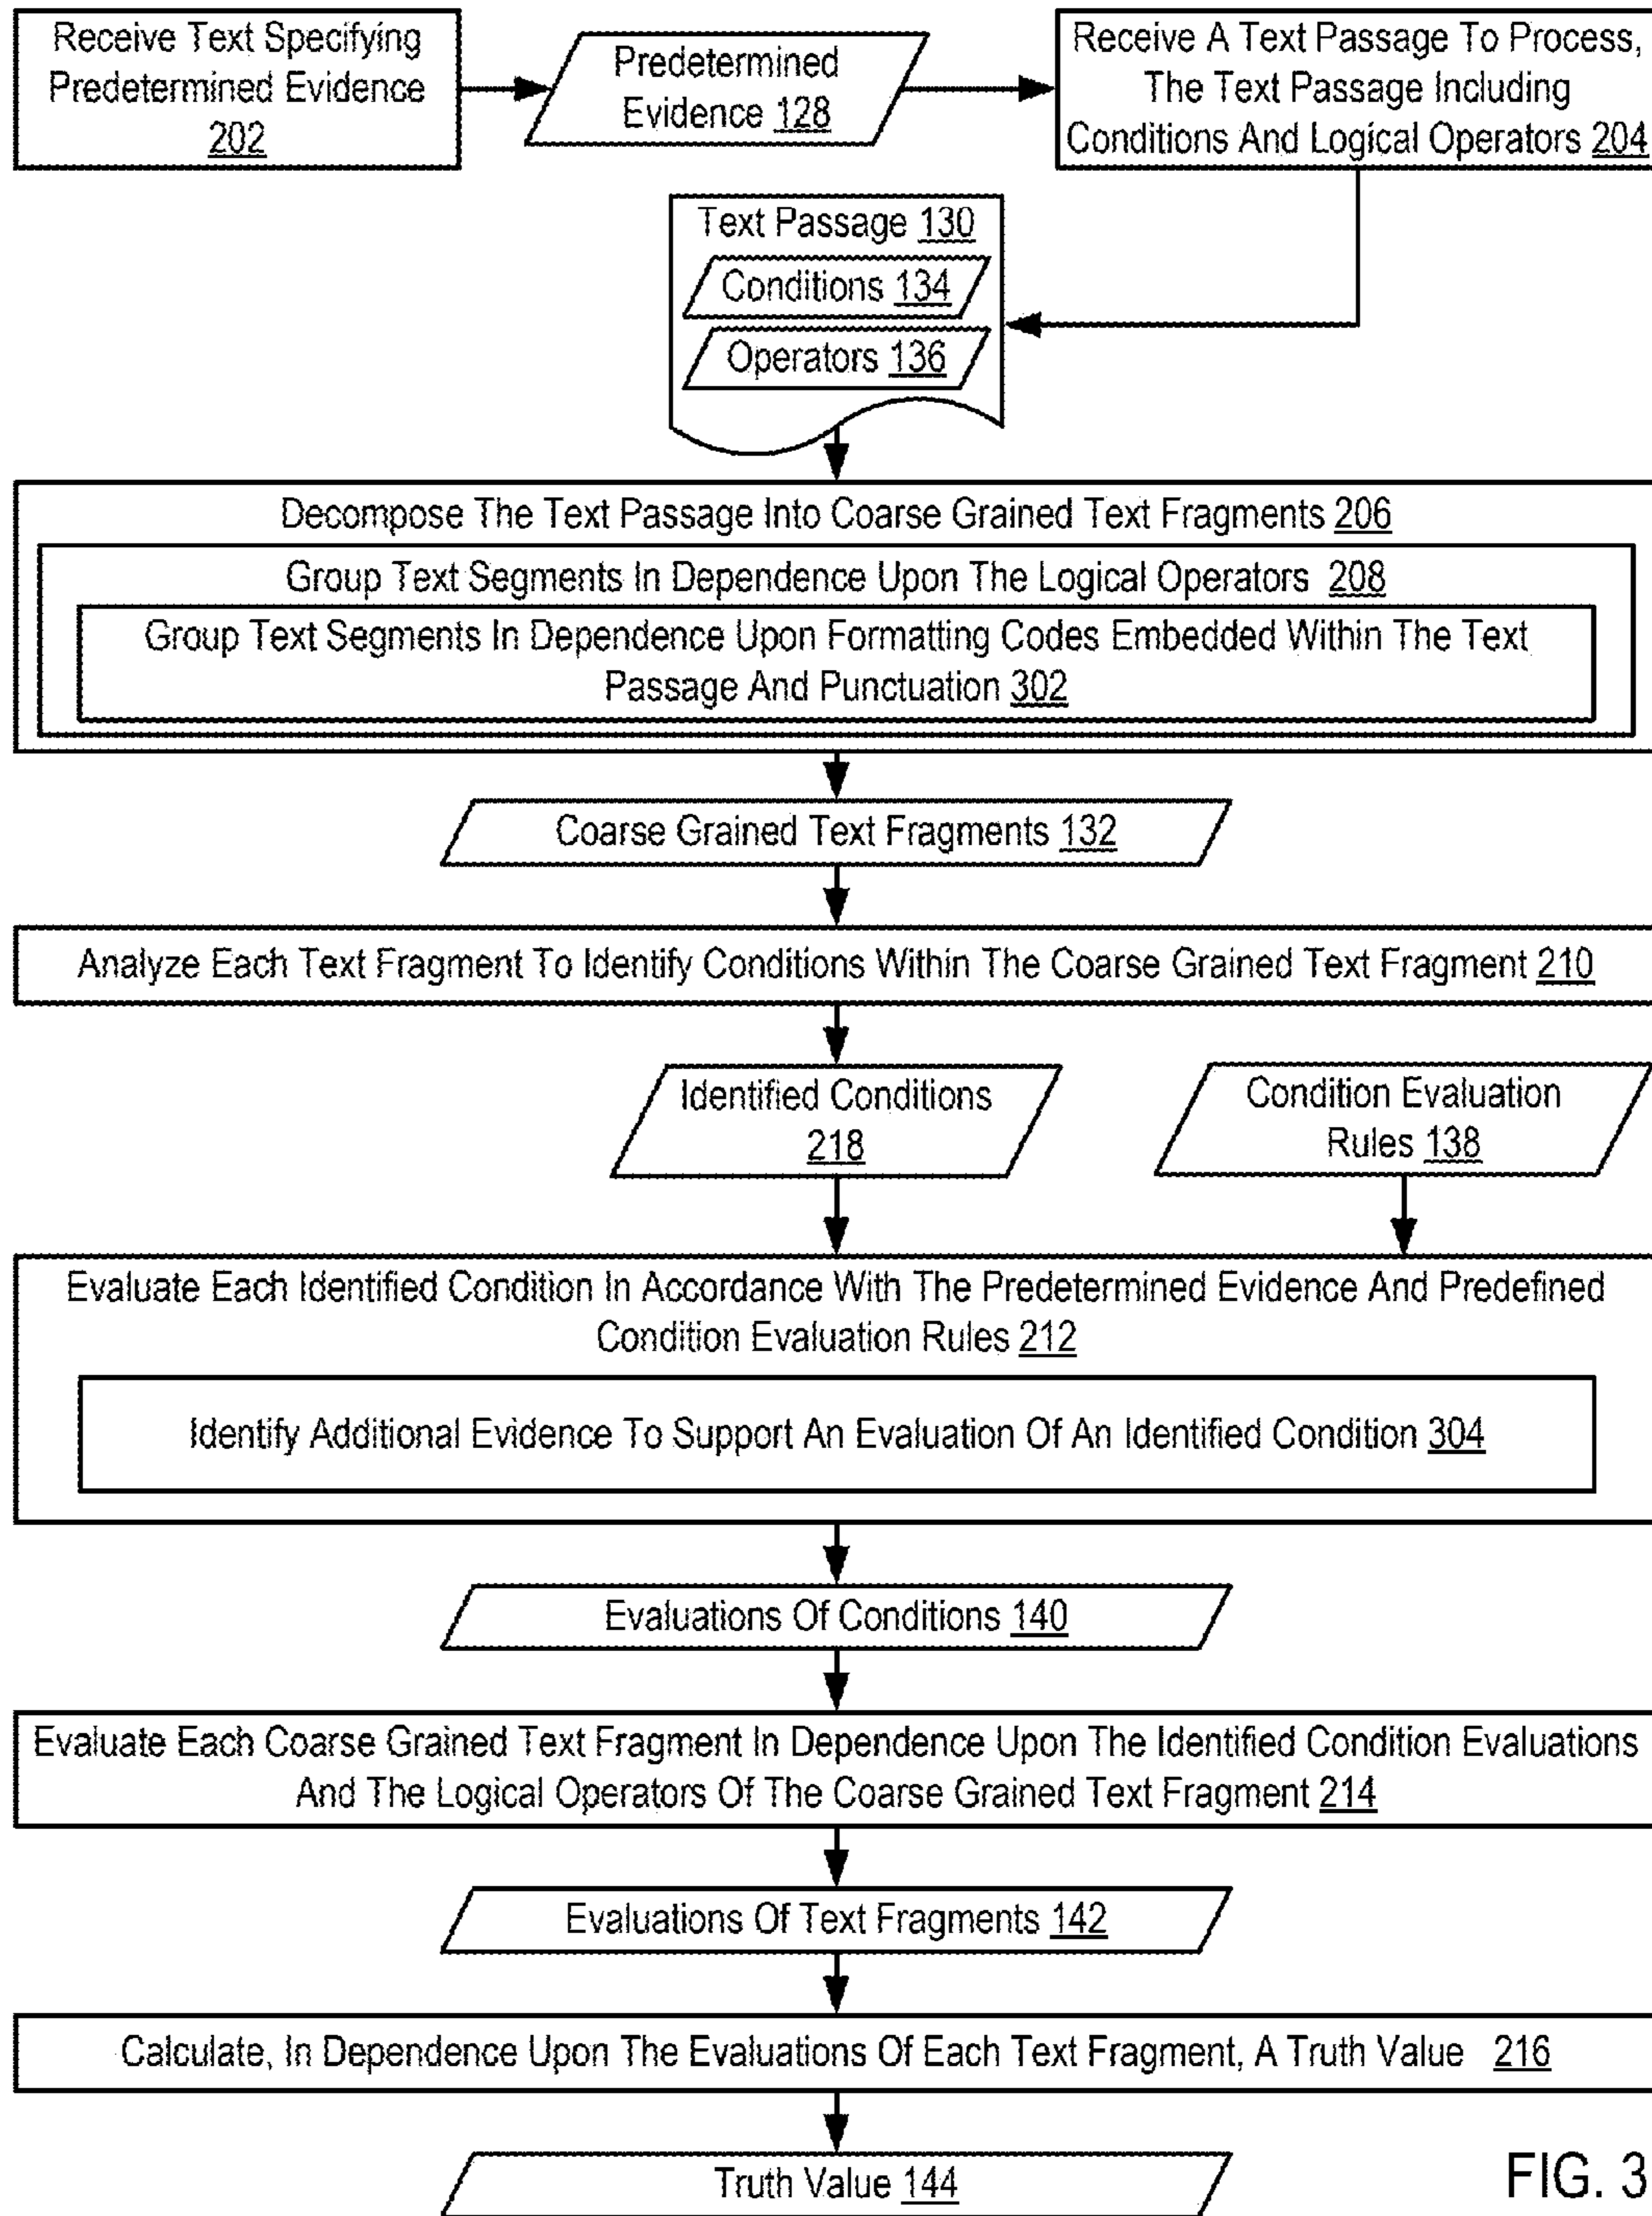 Receive Text Specifying
Predetermined Evidence
202
Predetermined
Evidence 128
Receive A Text Passage To Process,
The Text Passage Including
Conditions And Logical Operators 204
Text Passage 130
Conditions 134
Operators 136
Decompose The Text Passage Into Coarse Grained Text Fragments 206
Group Text Segments In Dependence Upon The Logical Operators 208
Group Text Segments In Dependence Upon Formatting Codes Embedded Within The Text
Passage And Punctuation 302
Coarse Grained Text Fragments 132
Analyze Each Text Fragment To Identify Conditions Within The Coarse Grained Text Fragment 210
Identified Conditions
218
Condition Evaluation
Rules 138
Evaluate Each Identified Condition In Accordance With The Predetermined Evidence And Predefined
Condition Evaluation Rules 212
Identify Additional Evidence To Support An Evaluation Of An Identified Condition 304
Evaluations Of Conditions 140
Evaluate Each Coarse Grained Text Fragment In Dependence Upon The Identified Condition Evaluations
And The Logical Operators Of The Coarse Grained Text Fragment 214
Evaluations Of Text Fragments 142
Calculate, In Dependence Upon The Evaluations Of Each Text Fragment, A Truth Value 216
Truth Value 144
FIG. 3